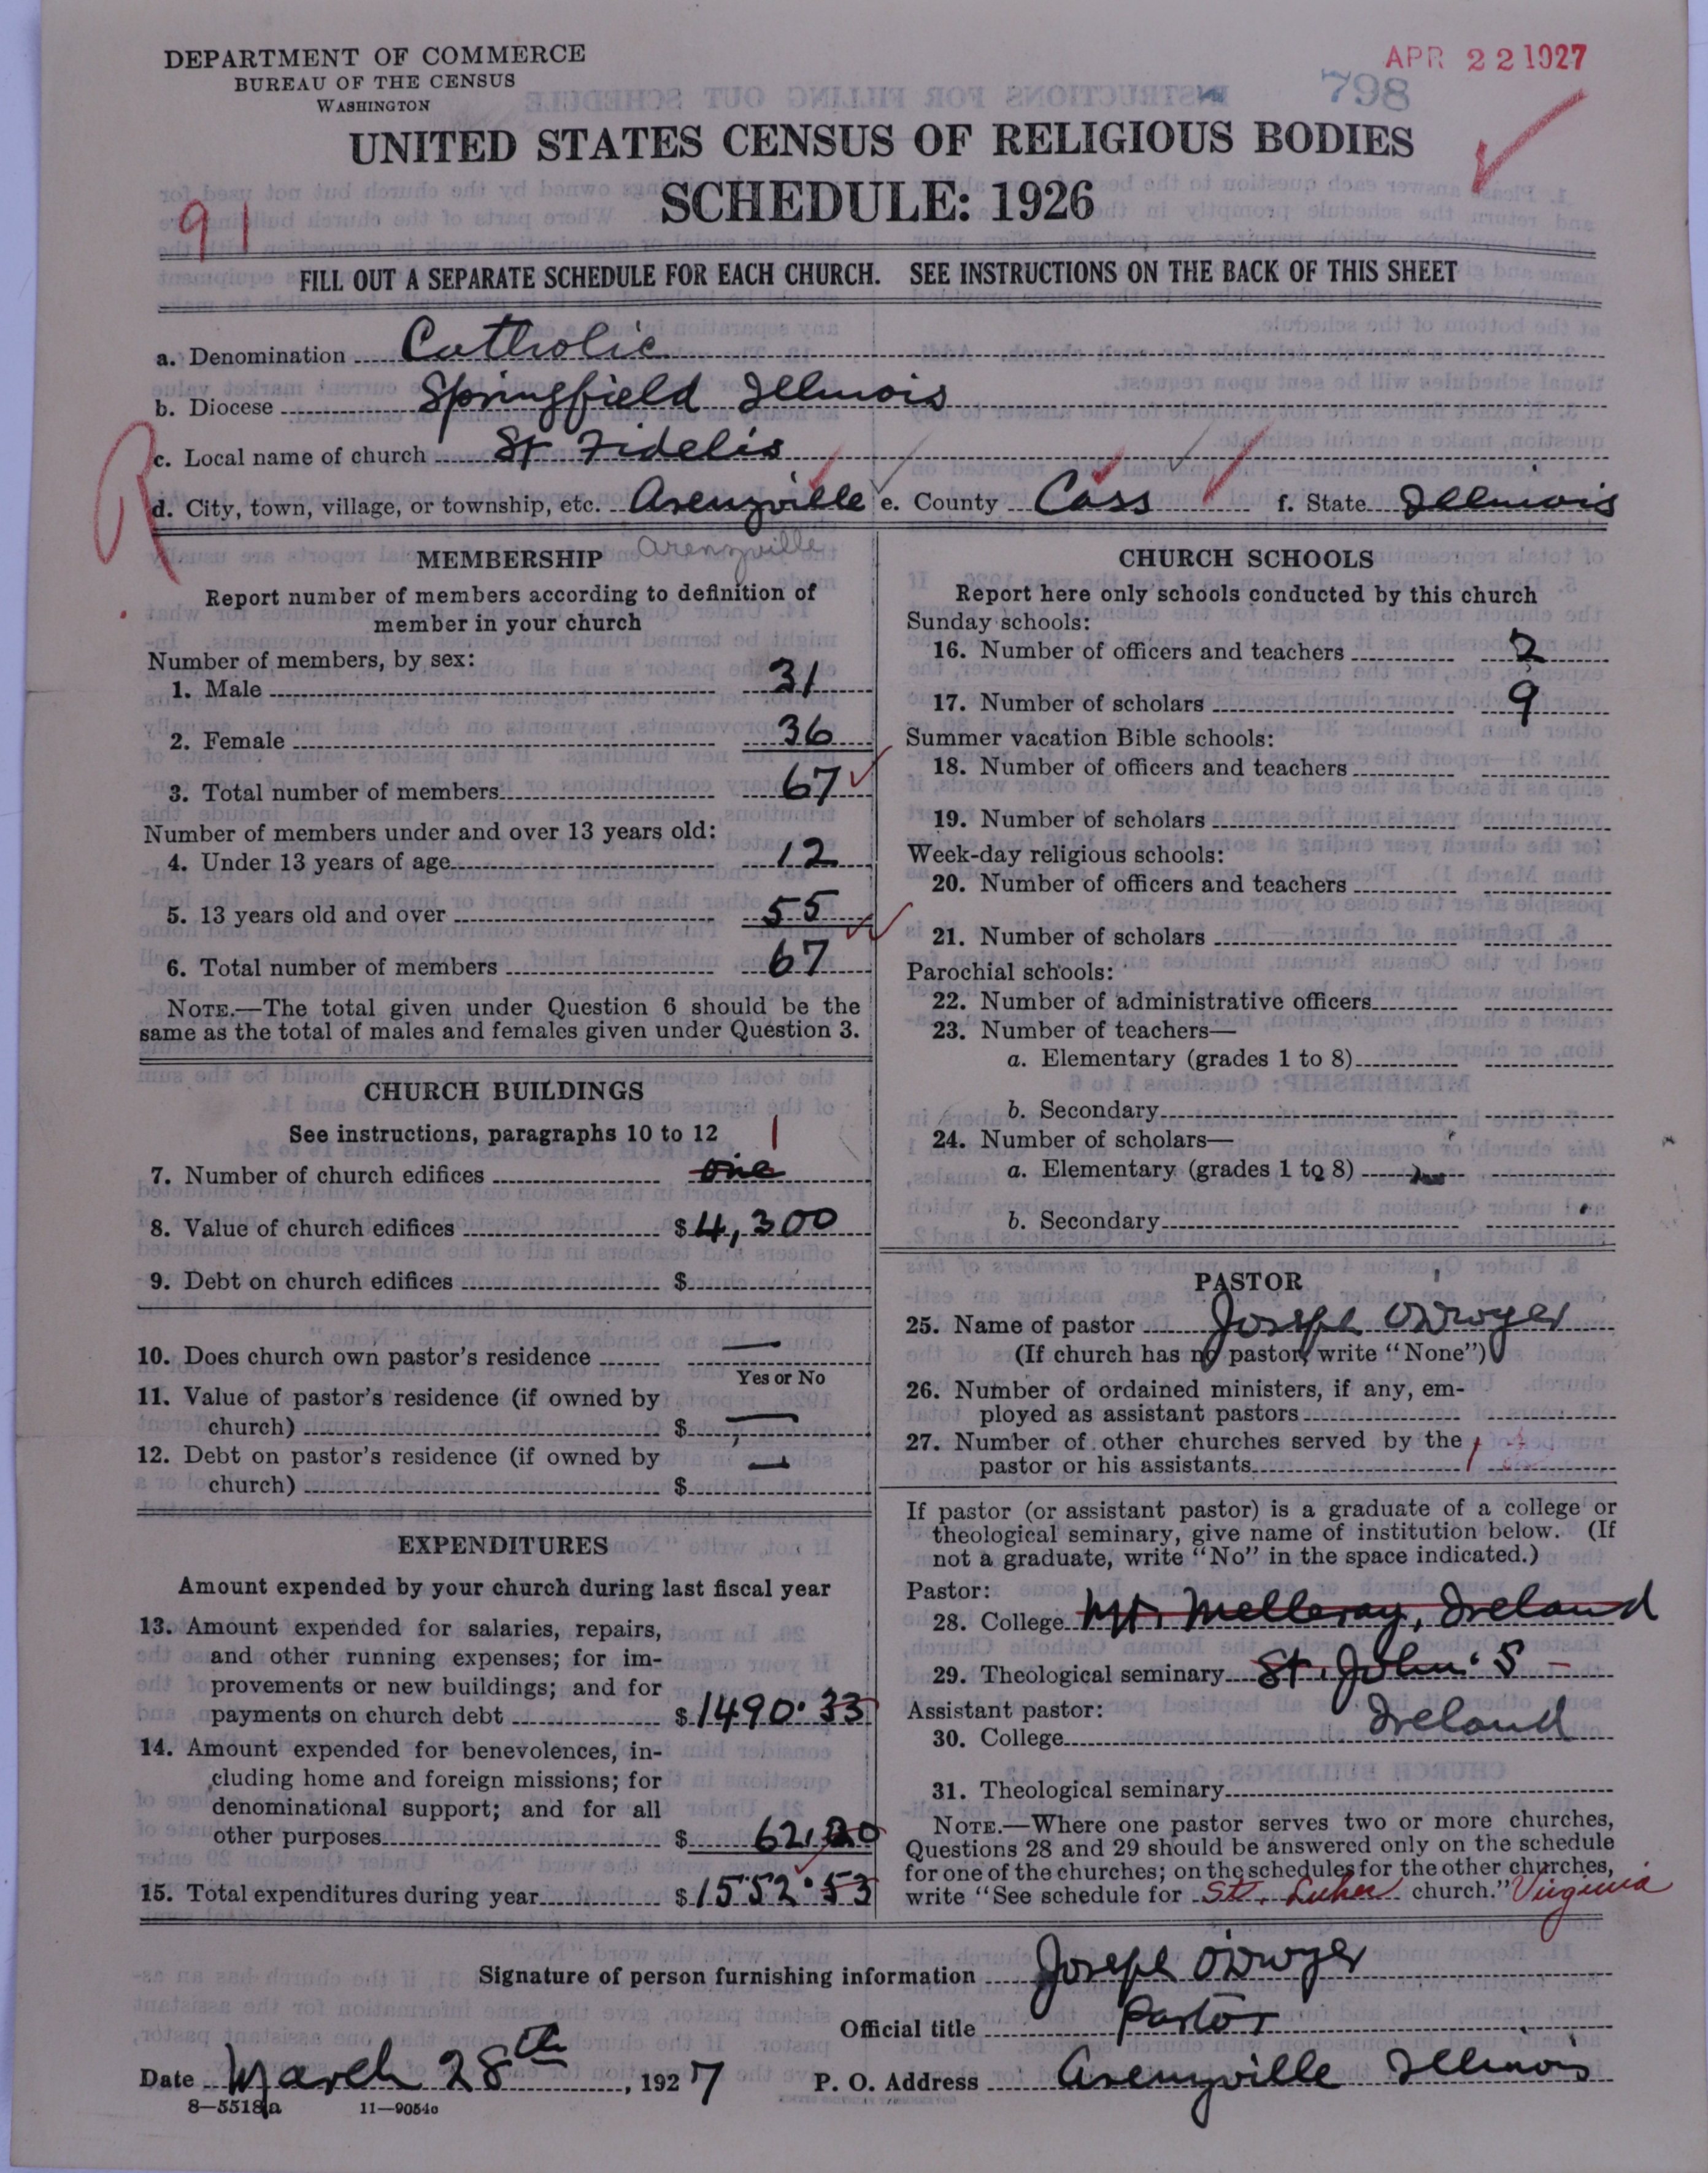 DEPARTMENT OF COMMERCE
BUREAU OF THE CENSUS
WASHINGTON
APR 22 1927
798
UNITED STATES CENSUS OF RELIGIOUS BODIES
SCHEDULE: 1926
91
FILL OUT A SEPARATE SCHEDULE FOR EACH CHURCH. SEE INSTRUCTIONS ON THE BACK OF THIS SHEET
a. Denomination Catholic
b. Diocese Springfield Illinois
c. Local name of church St Fidelis
R
d. City, town, village, or township, etc. Arenzville e. County Cass f. State Illinois
Arenzville
MEMBERSHIP
Report number of members according to definition of
member in your church
Number of members, by sex:
1. Male 31
2. Female 36
3. Total number of members 67
Number of members under and over 13 years old:
4. Under 13 years of age 12
5. 13 years old and over 55
6. Total number of members 67
NOTE.—The total given under Question 6 should be the
same as the total of males and females given under Question 3.
CHURCH BUILDINGS
See instructions, paragraphs 10 to 12
1
7. Number of church edifices one
8. Value of church edifices $ 4,300
9. Debt on church edifices $
10. Does church own pastor's residence —
Yes or No
11. Value of pastor's residence (if owned by
church) $ —
12. Debt on pastor's residence (if owned by
church) $ —
EXPENDITURES
Amount expended by your church during last fiscal year
13. Amount expended for salaries, repairs,
and other running expenses; for im-
provements or new buildings; and for
payments on church debt $ 1490.33
14. Amount expended for benevolences, in-
cluding home and foreign missions; for
denominational support; and for all
other purposes $ 62.20
15. Total expenditures during year $ 1552.53
CHURCH SCHOOLS
Report here only schools conducted by this church
Sunday schools:
16. Number of officers and teachers 2
17. Number of scholars 9
Summer vacation Bible schools:
18. Number of officers and teachers
19. Number of scholars
Week-day religious schools:
20. Number of officers and teachers
21. Number of scholars
Parochial schools:
22. Number of administrative officers
23. Number of teachers—
a. Elementary (grades 1 to 8)
b. Secondary
24. Number of scholars—
a. Elementary (grades 1 to 8)
b. Secondary
PASTOR
25. Name of pastor Joseph O'Dwyer
(If church has no pastor, write "None")
26. Number of ordained ministers, if any, em-
ployed as assistant pastors
27. Number of other churches served by the
pastor or his assistants 1
If pastor (or assistant pastor) is a graduate of a college or
theological seminary, give name of institution below. (If
not a graduate, write "No" in the space indicated.)
Pastor:
28. College Mt. Melleray, Ireland
29. Theological seminary St. John's
Assistant pastor:
Ireland
30. College
31. Theological seminary
NOTE.—Where one pastor serves two or more churches,
Questions 28 and 29 should be answered only on the schedule
for one of the churches; on the schedules for the other churches,
write "See schedule for St. Lukes church." Virginia
Signature of person furnishing information Joseph O'Dwyer
Official title Pastor
Date March 28th, 1927 P. O. Address Arenzville Illinois
8—5518a 11—9054a